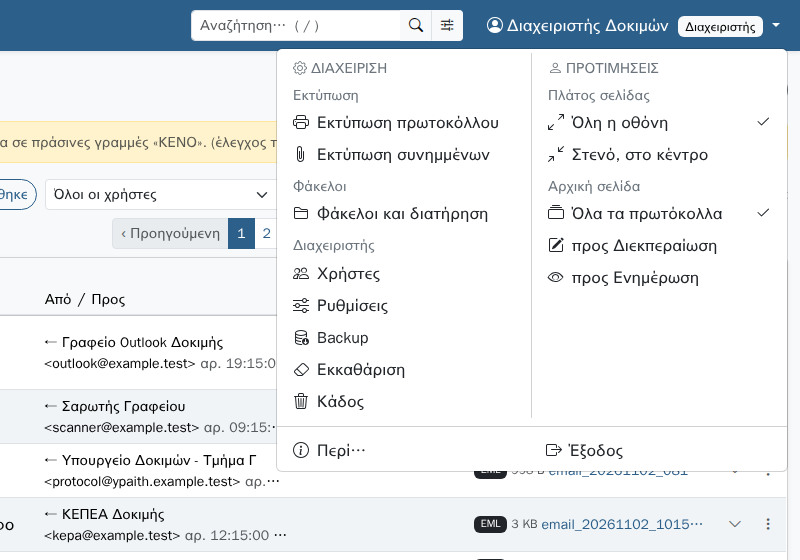 Αναζήτηση… ( / )
Διαχειριστής Δοκιμών Διαχειριστής
ΔΙΑΧΕΙΡΙΣΗ
Εκτύπωση
Εκτύπωση πρωτοκόλλου
Εκτύπωση συνημμένων
Φάκελοι
Φάκελοι και διατήρηση
Διαχειριστής
Χρήστες
Ρυθμίσεις
Backup
Εκκαθάριση
Κάδος
ΠΡΟΤΙΜΗΣΕΙΣ
Πλάτος σελίδας
Όλη η οθόνη
Στενό, στο κέντρο
Αρχική σελίδα
Όλα τα πρωτόκολλα
προς Διεκπεραίωση
προς Ενημέρωση
Περί…
Έξοδος
α σε πράσινες γραμμές «ΚΕΝΟ». (έλεγχος τ
θηκε
Όλοι οι χρήστες
‹ Προηγούμενη 1 2
Από / Προς
← Γραφείο Outlook Δοκιμής
<outlook@example.test> αρ. 19:15:0
← Σαρωτής Γραφείου
<scanner@example.test> αρ. 09:15:…
← Υπουργείο Δοκιμών - Τμήμα Γ
<protocol@ypaith.example.test> αρ.…
← ΚΕΠΕΑ Δοκιμής
<kepa@example.test> αρ. 12:15:00 …
EML 3 KB email_20261102_1015…